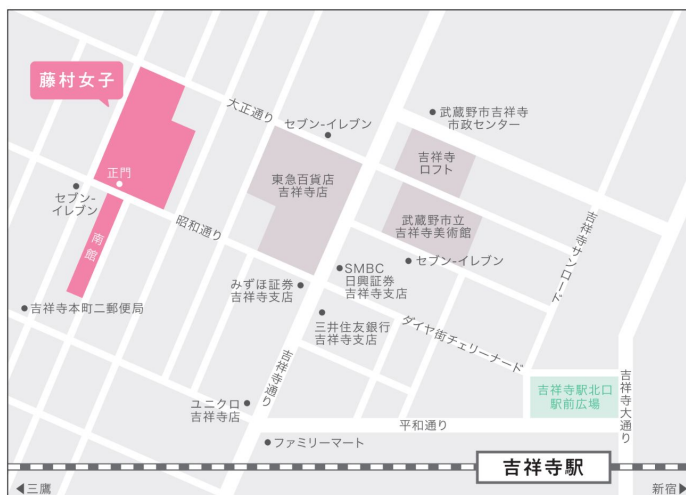 藤村女子
大正通り
セブン-イレブン
武蔵野市吉祥寺
市政センター
吉祥寺
ロフト
正門
東急百貨店
吉祥寺店
セブン-
イレブン
昭和通り
南館
武蔵野市立
吉祥寺美術館
吉祥寺サンロード
セブン-イレブン
SMBC
日興証券
吉祥寺支店
みずほ証券
吉祥寺支店
吉祥寺本町二郵便局
三井住友銀行
吉祥寺支店
ダイヤ街チェリーナード
吉祥寺通り
吉祥寺大通り
吉祥寺駅北口
駅前広場
ユニクロ
吉祥寺店
平和通り
ファミリーマート
吉祥寺駅
◀三鷹
新宿▶